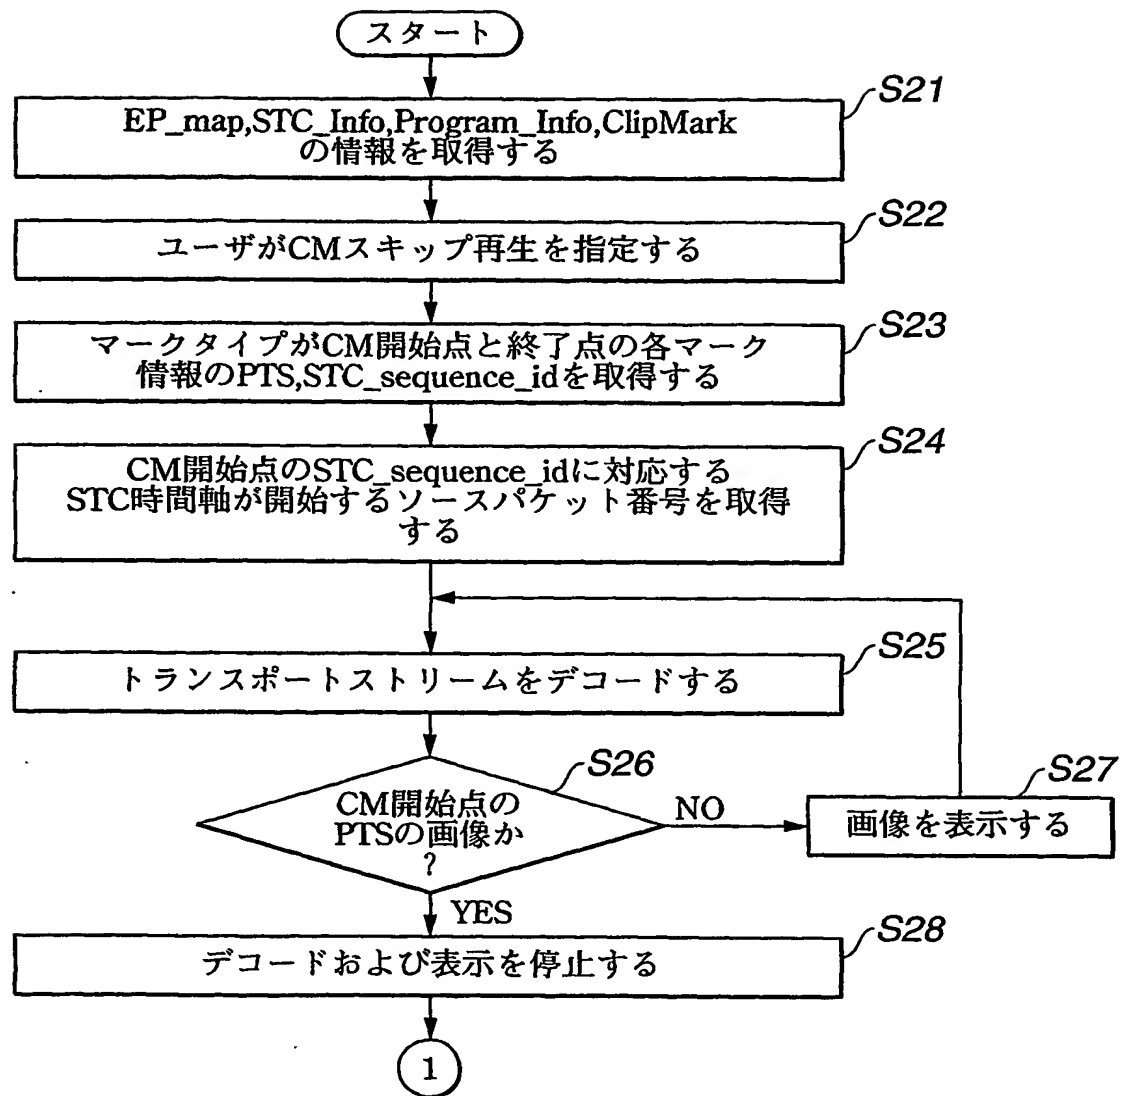 スタート
S21
EP_map,STC_Info,Program_Info,ClipMark
の情報を取得する
S22
ユーザがCMスキップ再生を指定する
S23
マークタイプがCM開始点と終了点の各マーク
情報のPTS,STC_sequence_idを取得する
S24
CM開始点のSTC_sequence_idに対応する
STC時間軸が開始するソースパケット番号を取得
する
S25
トランスポートストリームをデコードする
S26
CM開始点の
PTSの画像か
?
NO
S27
画像を表示する
YES
S28
デコードおよび表示を停止する
1